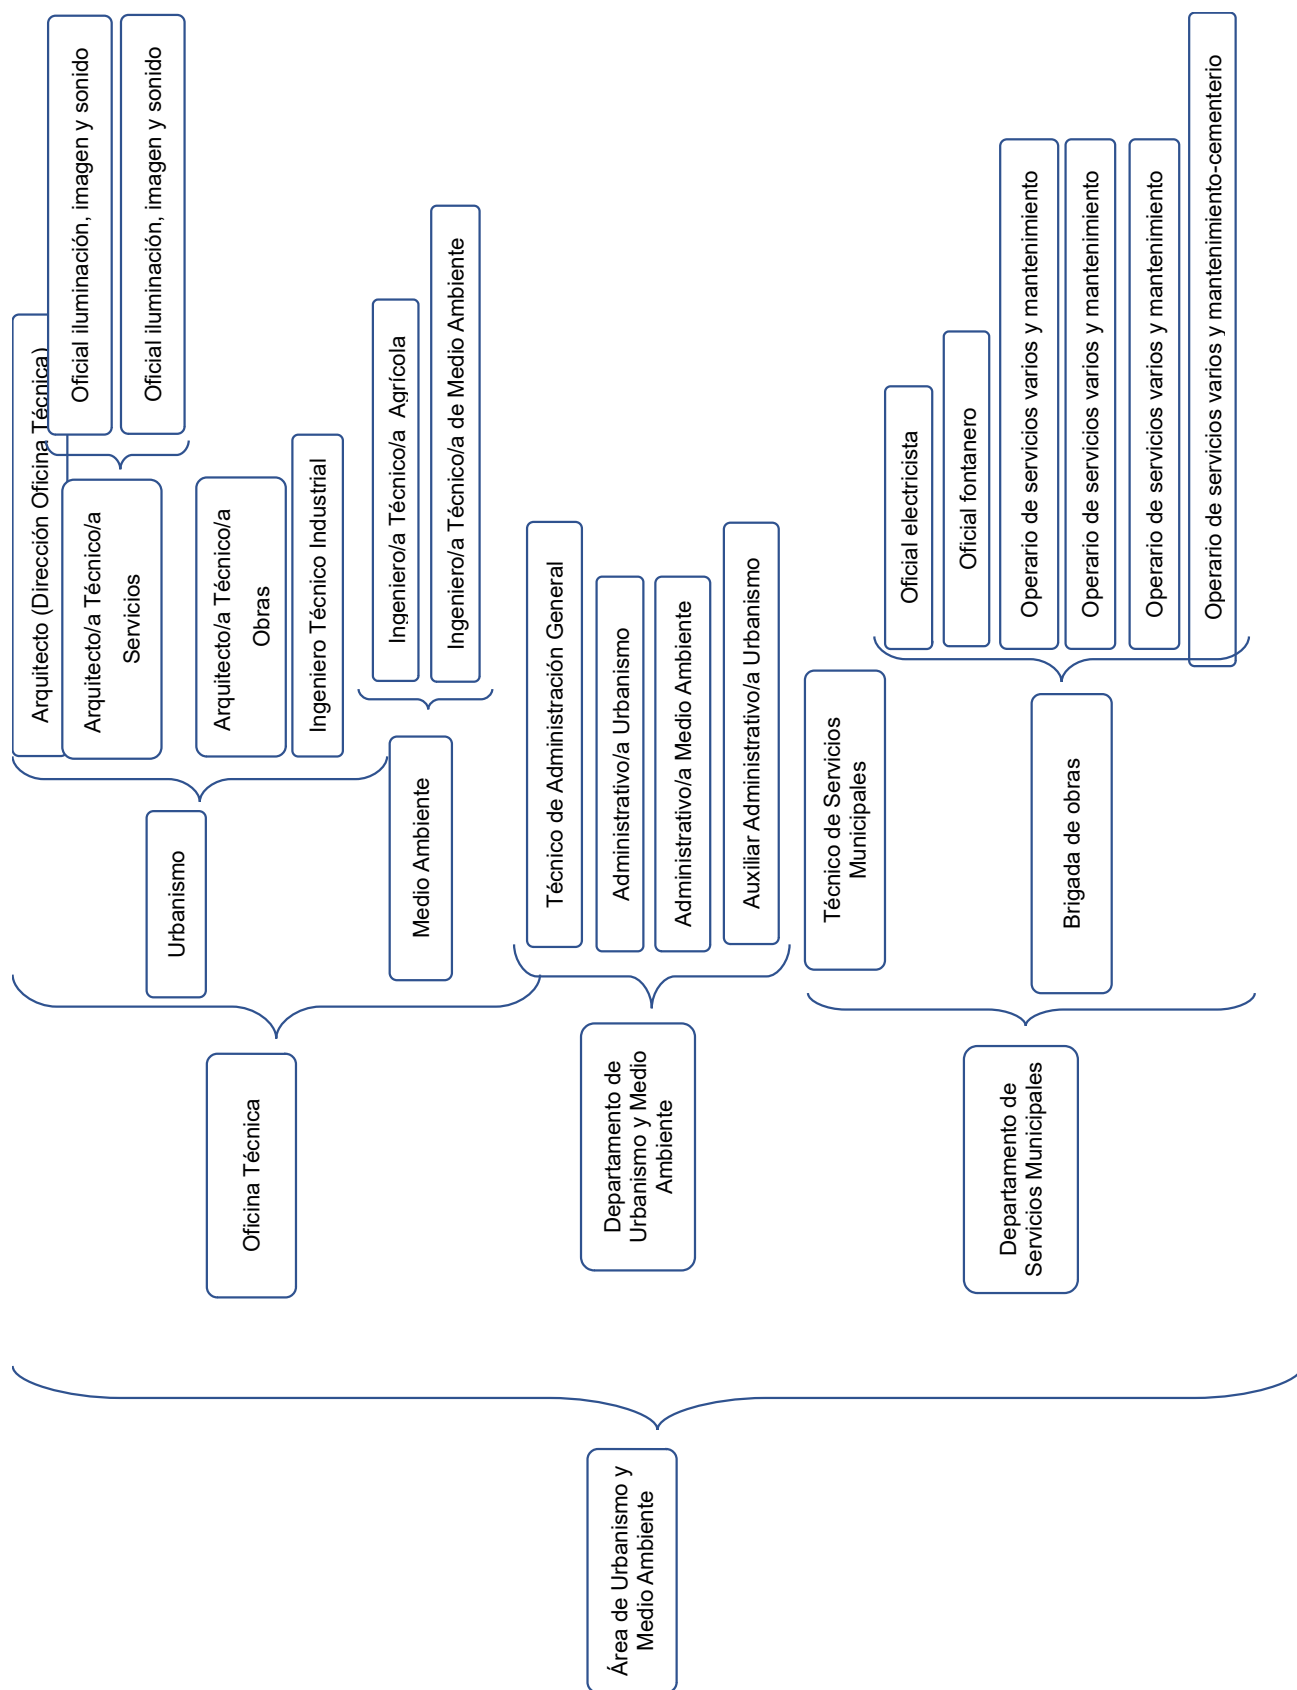 Área de Urbanismo y
Medio Ambiente
Oficina Técnica
Urbanismo
Arquitecto (Dirección Oficina Técnica)
Arquitecto/a Técnico/a
Servicios
Oficial iluminación, imagen y sonido
Oficial iluminación, imagen y sonido
Arquitecto/a Técnico/a
Obras
Ingeniero Técnico Industrial
Medio Ambiente
Ingeniero/a Técnico/a Agrícola
Ingeniero/a Técnico/a de Medio Ambiente
Departamento de
Urbanismo y Medio
Ambiente
Técnico de Administración General
Administrativo/a Urbanismo
Administrativo/a Medio Ambiente
Auxiliar Administrativo/a Urbanismo
Departamento de
Servicios Municipales
Técnico de Servicios
Municipales
Brigada de obras
Oficial electricista
Oficial fontanero
Operario de servicios varios y mantenimiento
Operario de servicios varios y mantenimiento
Operario de servicios varios y mantenimiento
Operario de servicios varios y mantenimiento-cementerio